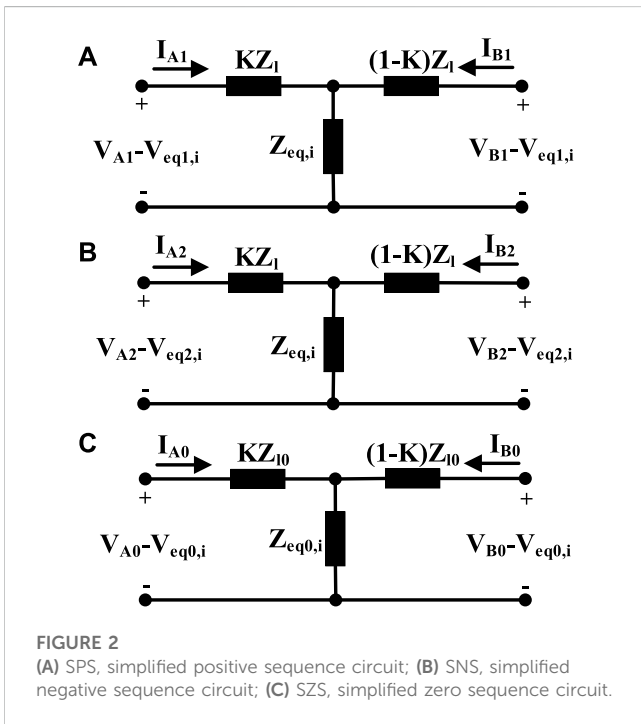 A
I_A1
KZ_l
(1-K)Z_l
I_B1
+
+
V_A1-V_eq1,i
Z_eq,i
V_B1-V_eq1,i
-
-
B
I_A2
KZ_l
(1-K)Z_l
I_B2
+
+
V_A2-V_eq2,i
Z_eq,i
V_B2-V_eq2,i
-
-
C
I_A0
KZ_l0
(1-K)Z_l0
I_B0
+
+
V_A0-V_eq0,i
Z_eq0,i
V_B0-V_eq0,i
-
-
FIGURE 2
(A) SPS, simplified positive sequence circuit; (B) SNS, simplified
negative sequence circuit; (C) SZS, simplified zero sequence circuit.